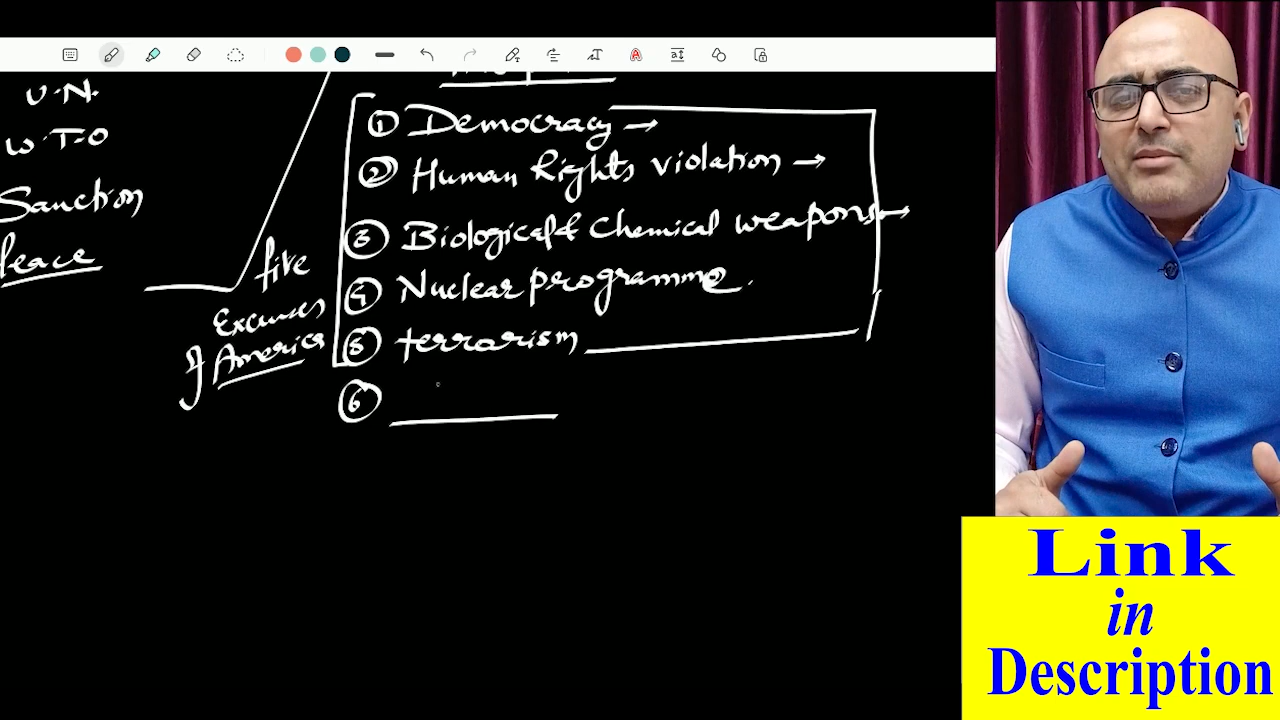 U.N.
W.T.O
Sanction
Peace
five
Excuses
of America
① Democracy →
② Human Rights violation →
③ Biological & Chemical weapons →
④ Nuclear programme.
⑤ terrarism
⑥
Link
in
Description